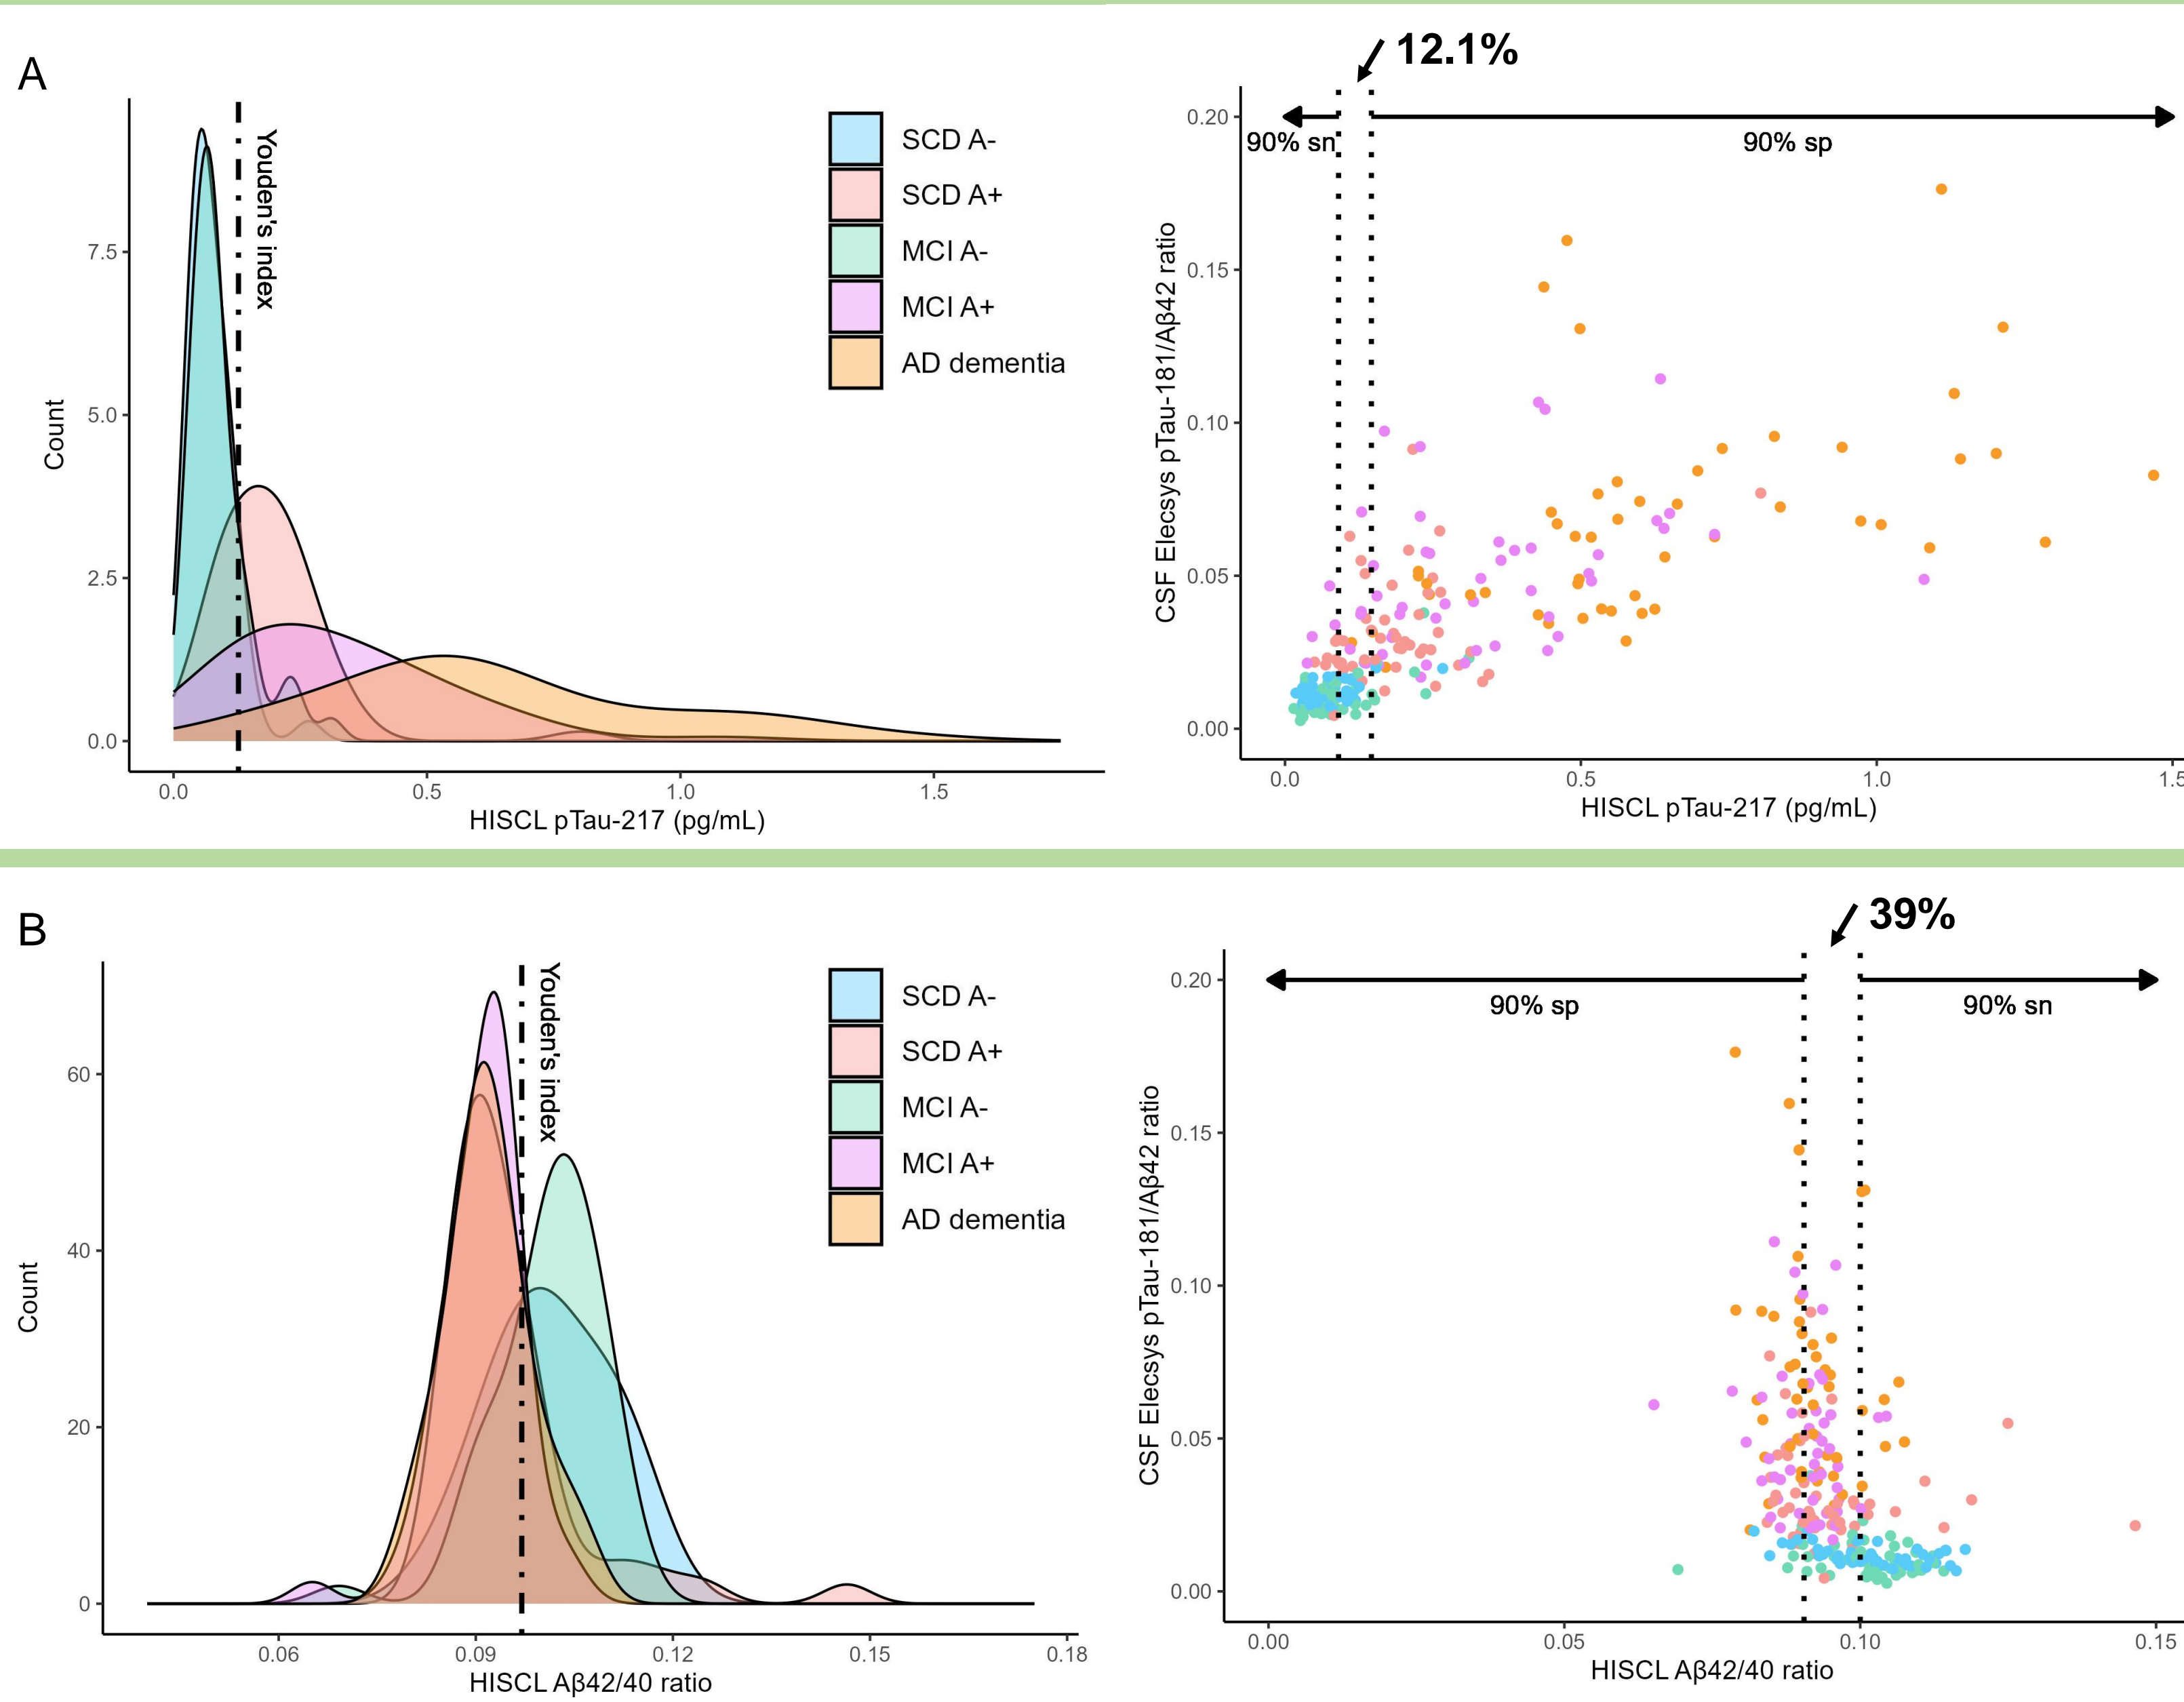 A
12.1%
Youden's index
SCD A-
SCD A+
MCI A-
MCI A+
AD dementia
7.5
5.0
2.5
0.0
Count
0.0 0.5 1.0 1.5
HISCL pTau-217 (pg/mL)
0.20
0.15
0.10
0.05
0.00
90% sn
90% sp
CSF Elecsys pTau-181/Aβ42 ratio
0.0 0.5 1.0 1.5
HISCL pTau-217 (pg/mL)
B
39%
Youden's index
SCD A-
SCD A+
MCI A-
MCI A+
AD dementia
60
40
20
0
Count
0.06 0.09 0.12 0.15 0.18
HISCL Aβ42/40 ratio
0.20
0.15
0.10
0.05
0.00
90% sp
90% sn
CSF Elecsys pTau-181/Aβ42 ratio
0.00 0.05 0.10 0.15
HISCL Aβ42/40 ratio